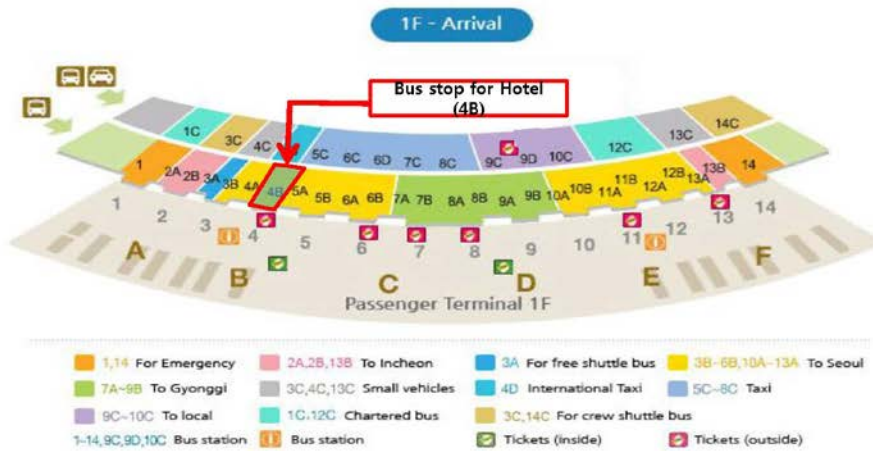 1F - Arrival
Bus stop for Hotel
(4B)
1C
3C
4C
5C
6C
6D
7C
8C
9C
9D
10C
12C
13C
14C
1
2A
2B
3A
3B
4A
4B
5A
5B
6A
6B
7A
7B
8A
8B
9A
9B
10A
10B
11A
11B
12A
12B
13A
13B
14
1
2
3
4
5
6
7
8
9
10
11
12
13
14
A
B
C
D
E
F
Passenger Terminal 1F
1,14 For Emergency
2A,2B,13B To Incheon
3A For free shuttle bus
3B~6B,10A~13A To Seoul
7A~9B To Gyonggi
3C,4C,13C Small vehicles
4D International Taxi
5C~8C Taxi
9C~10C To local
1C,12C Chartered bus
3C,14C For crew shuttle bus
1~14,9C,9D,10C Bus station
Bus station
Tickets (inside)
Tickets (outside)